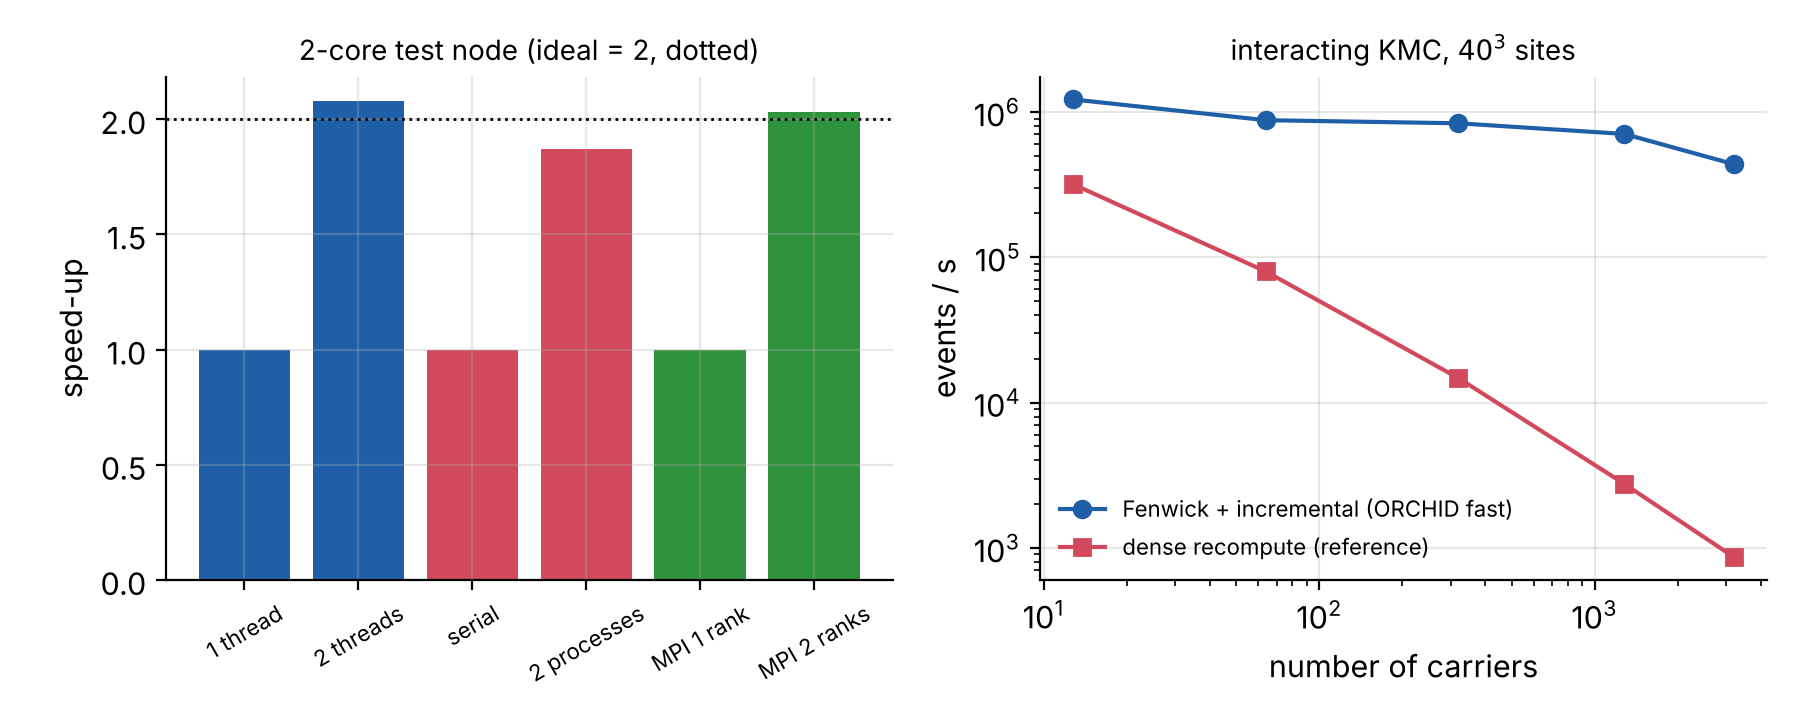 2-core test node (ideal = 2, dotted)
speed-up
2.0
1.5
1.0
0.5
0.0
1 thread
2 threads
serial
2 processes
MPI 1 rank
MPI 2 ranks
interacting KMC, 40³ sites
events / s
10⁶
10⁵
10⁴
10³
Fenwick + incremental (ORCHID fast)
dense recompute (reference)
10¹ 10² 10³
number of carriers